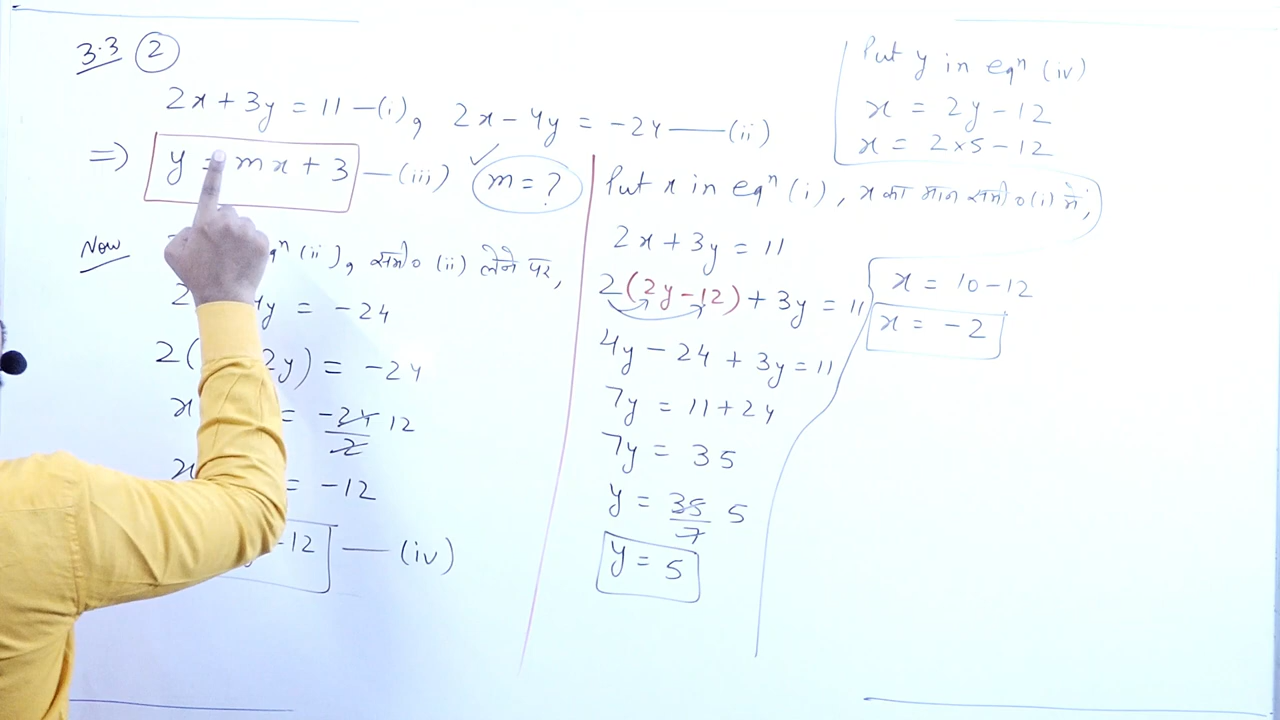 3.3 2
2x + 3y = 11 —(i), 2x - 4y = -24 —(ii)
=> y = mx + 3 —(iii) ✓ m = ?
Now (ii), समी० (ii) लेने पर,
2 4y = -24
2( 2y) = -24
x = -24/2 12
x = -12
-12 — (iv)
Put x in eqⁿ (i), x का मान समी० (i) में,
2x + 3y = 11
2(2y - 12) + 3y = 11
4y - 24 + 3y = 11
7y = 11 + 24
7y = 35
y = 35/7 5
y = 5
Put y in eqⁿ (iv)
x = 2y - 12
x = 2×5 - 12
x = 10 - 12
x = -2